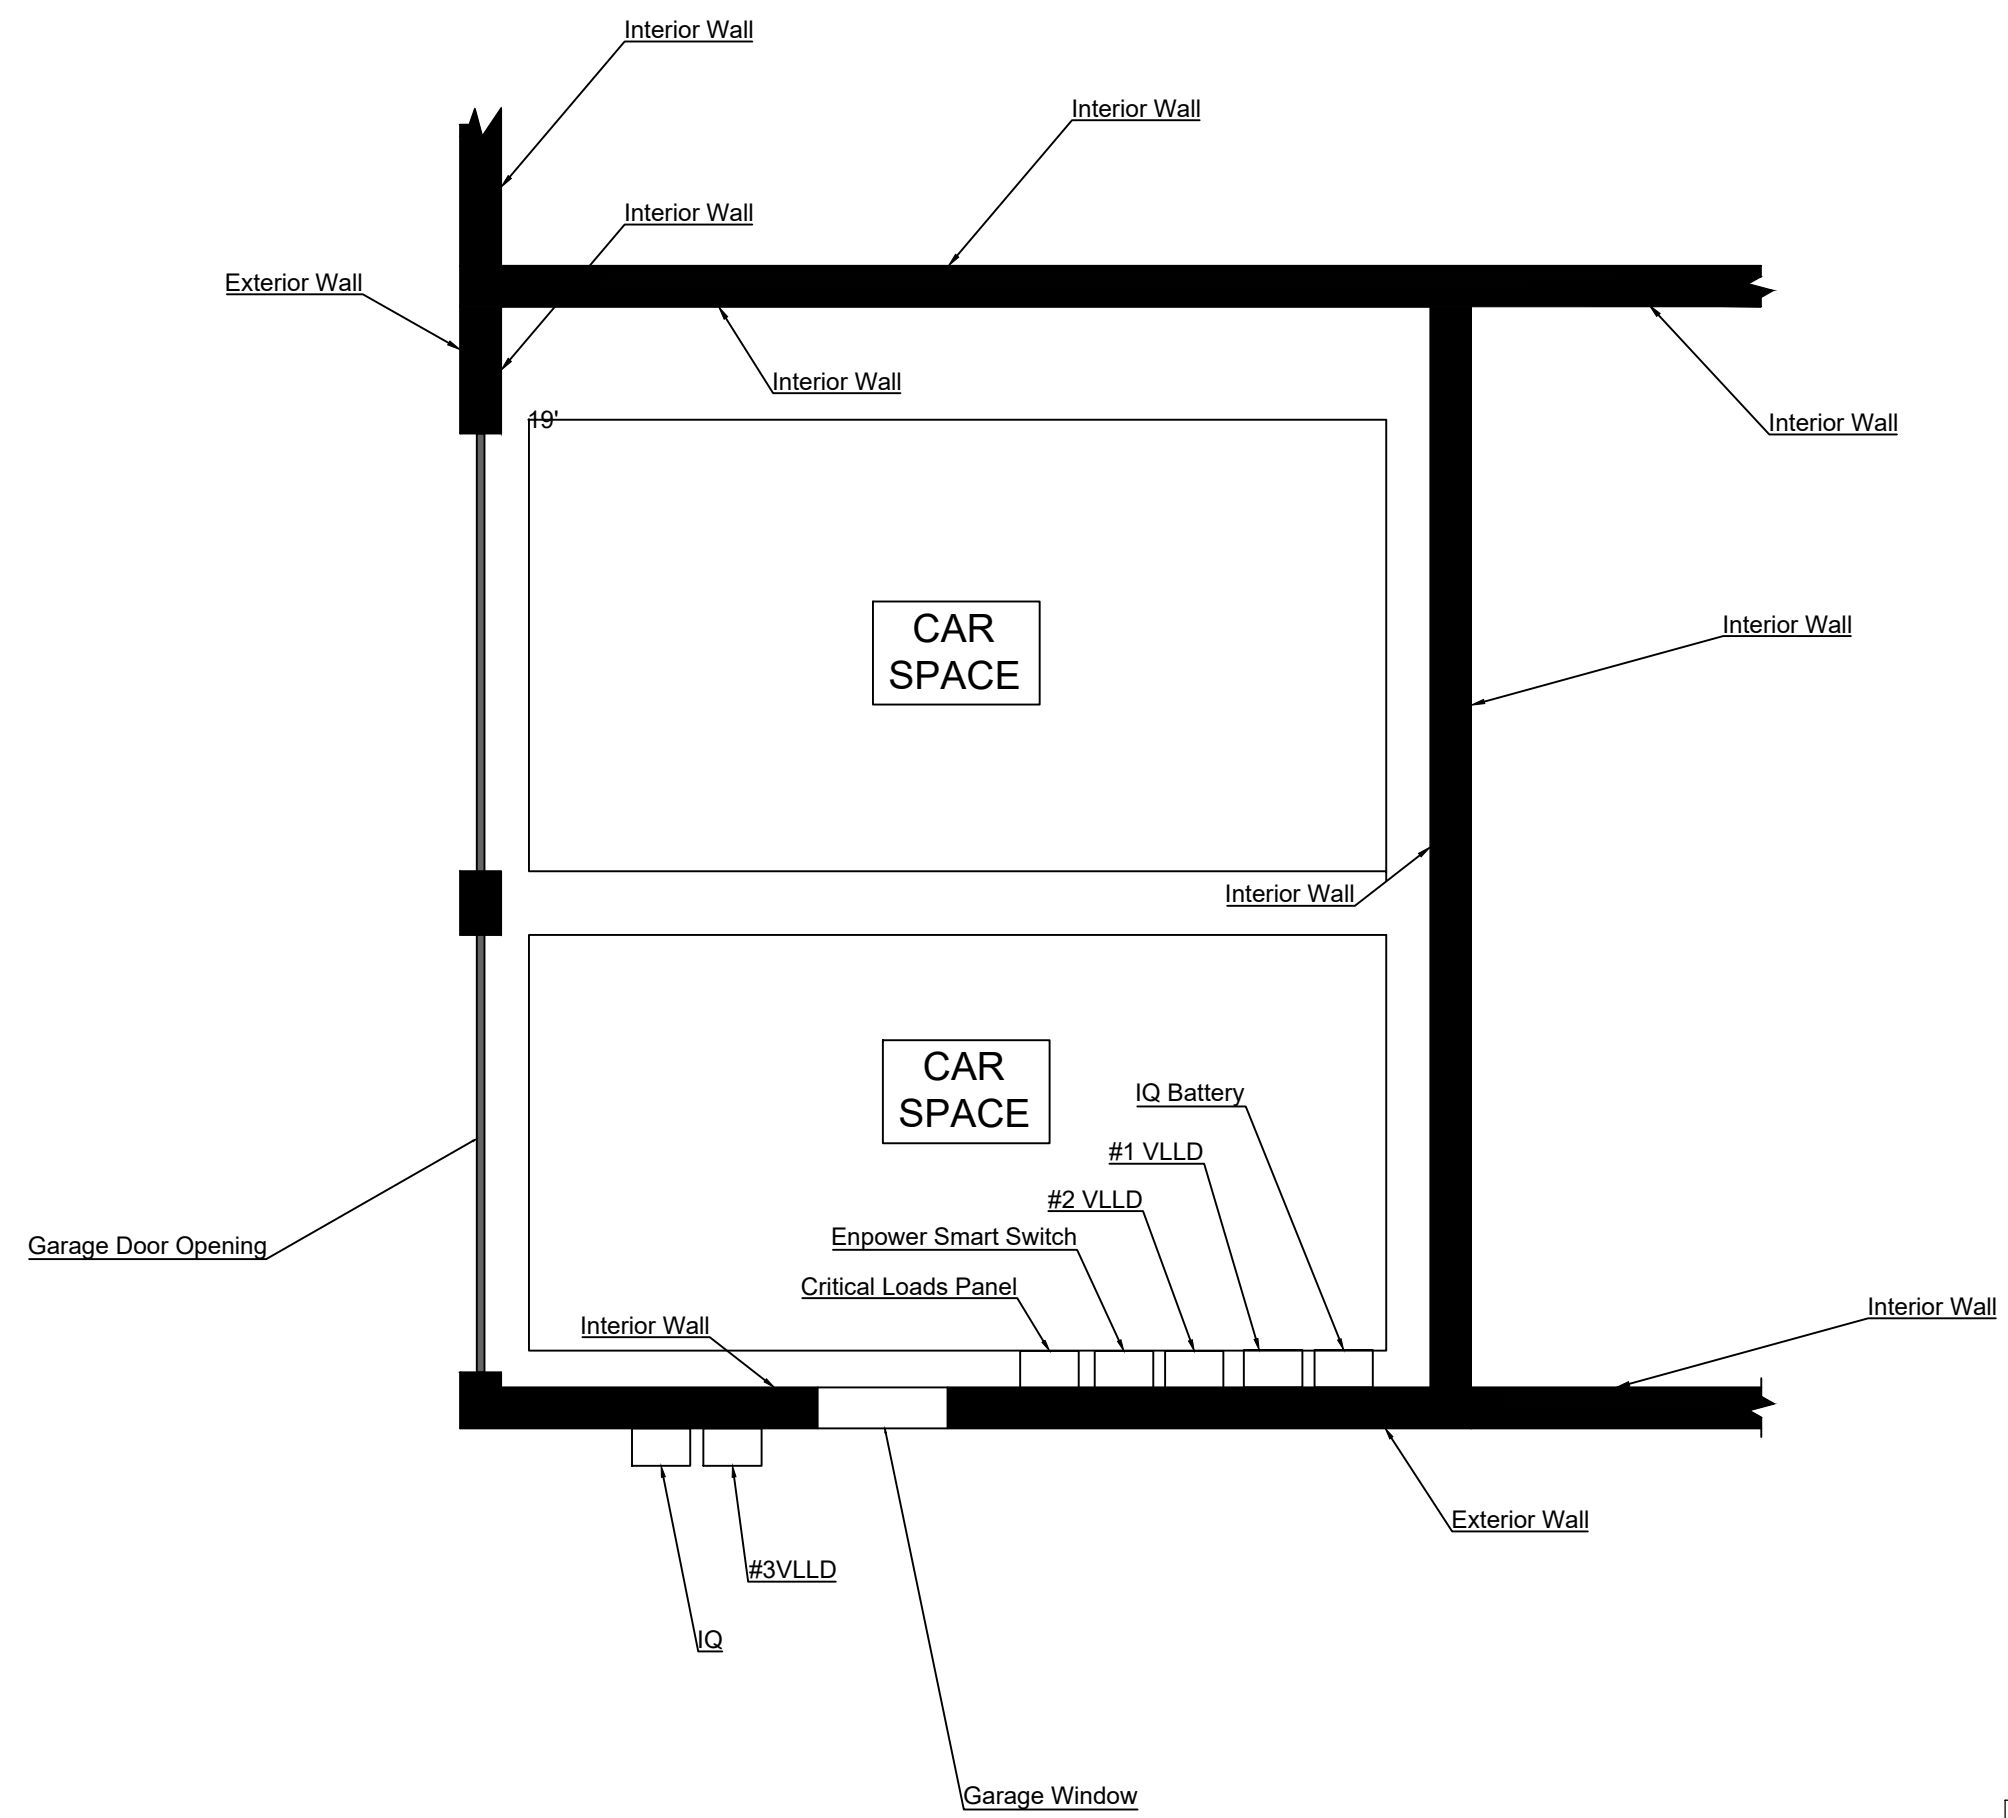 Interior Wall
Interior Wall
Interior Wall
Exterior Wall
Interior Wall
19'
Interior Wall
CAR
SPACE
Interior Wall
Interior Wall
CAR
SPACE
IQ Battery
#1 VLLD
#2 VLLD
Enpower Smart Switch
Garage Door Opening
Critical Loads Panel
Interior Wall
Interior Wall
Exterior Wall
#3VLLD
IQ
Garage Window